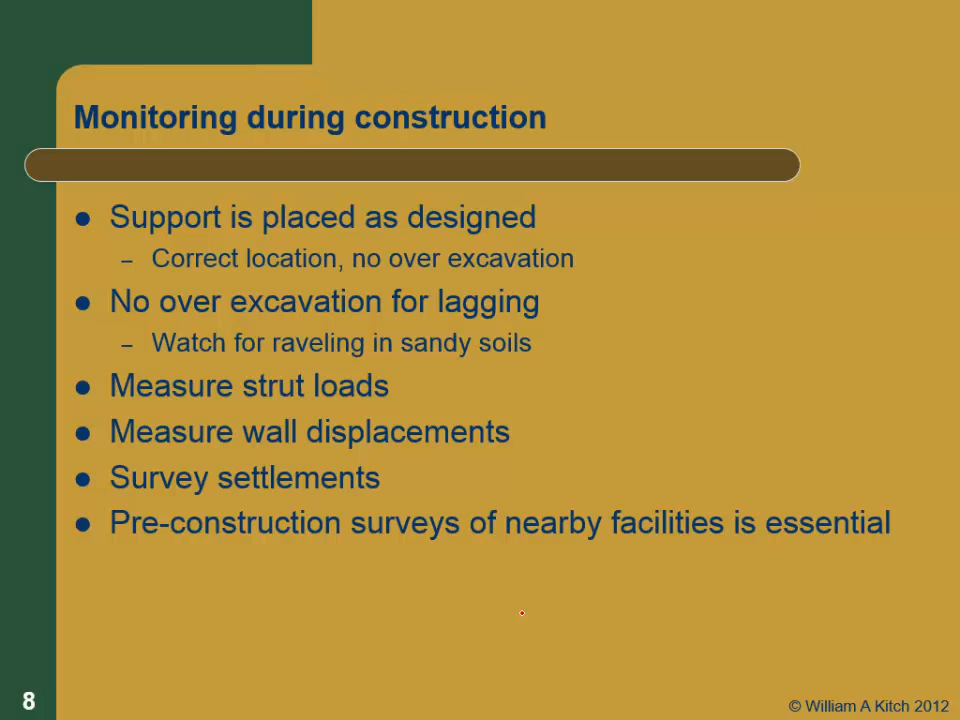 Monitoring during construction
● Support is placed as designed
– Correct location, no over excavation
● No over excavation for lagging
– Watch for raveling in sandy soils
● Measure strut loads
● Measure wall displacements
● Survey settlements
● Pre-construction surveys of nearby facilities is essential
8
© William A Kitch 2012